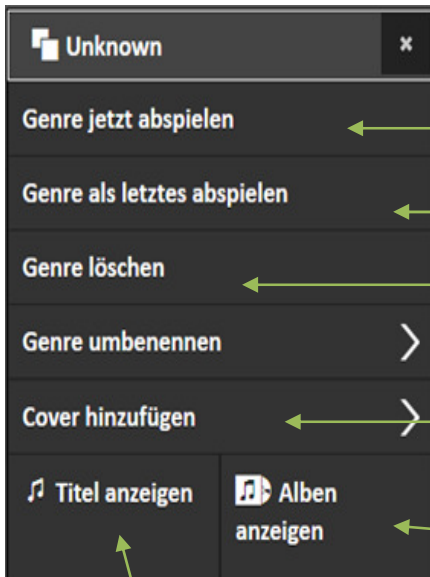 Unknown
Genre jetzt abspielen
Genre als letztes abspielen
Genre löschen
Genre umbenennen
Cover hinzufügen
Titel anzeigen
Alben
anzeigen